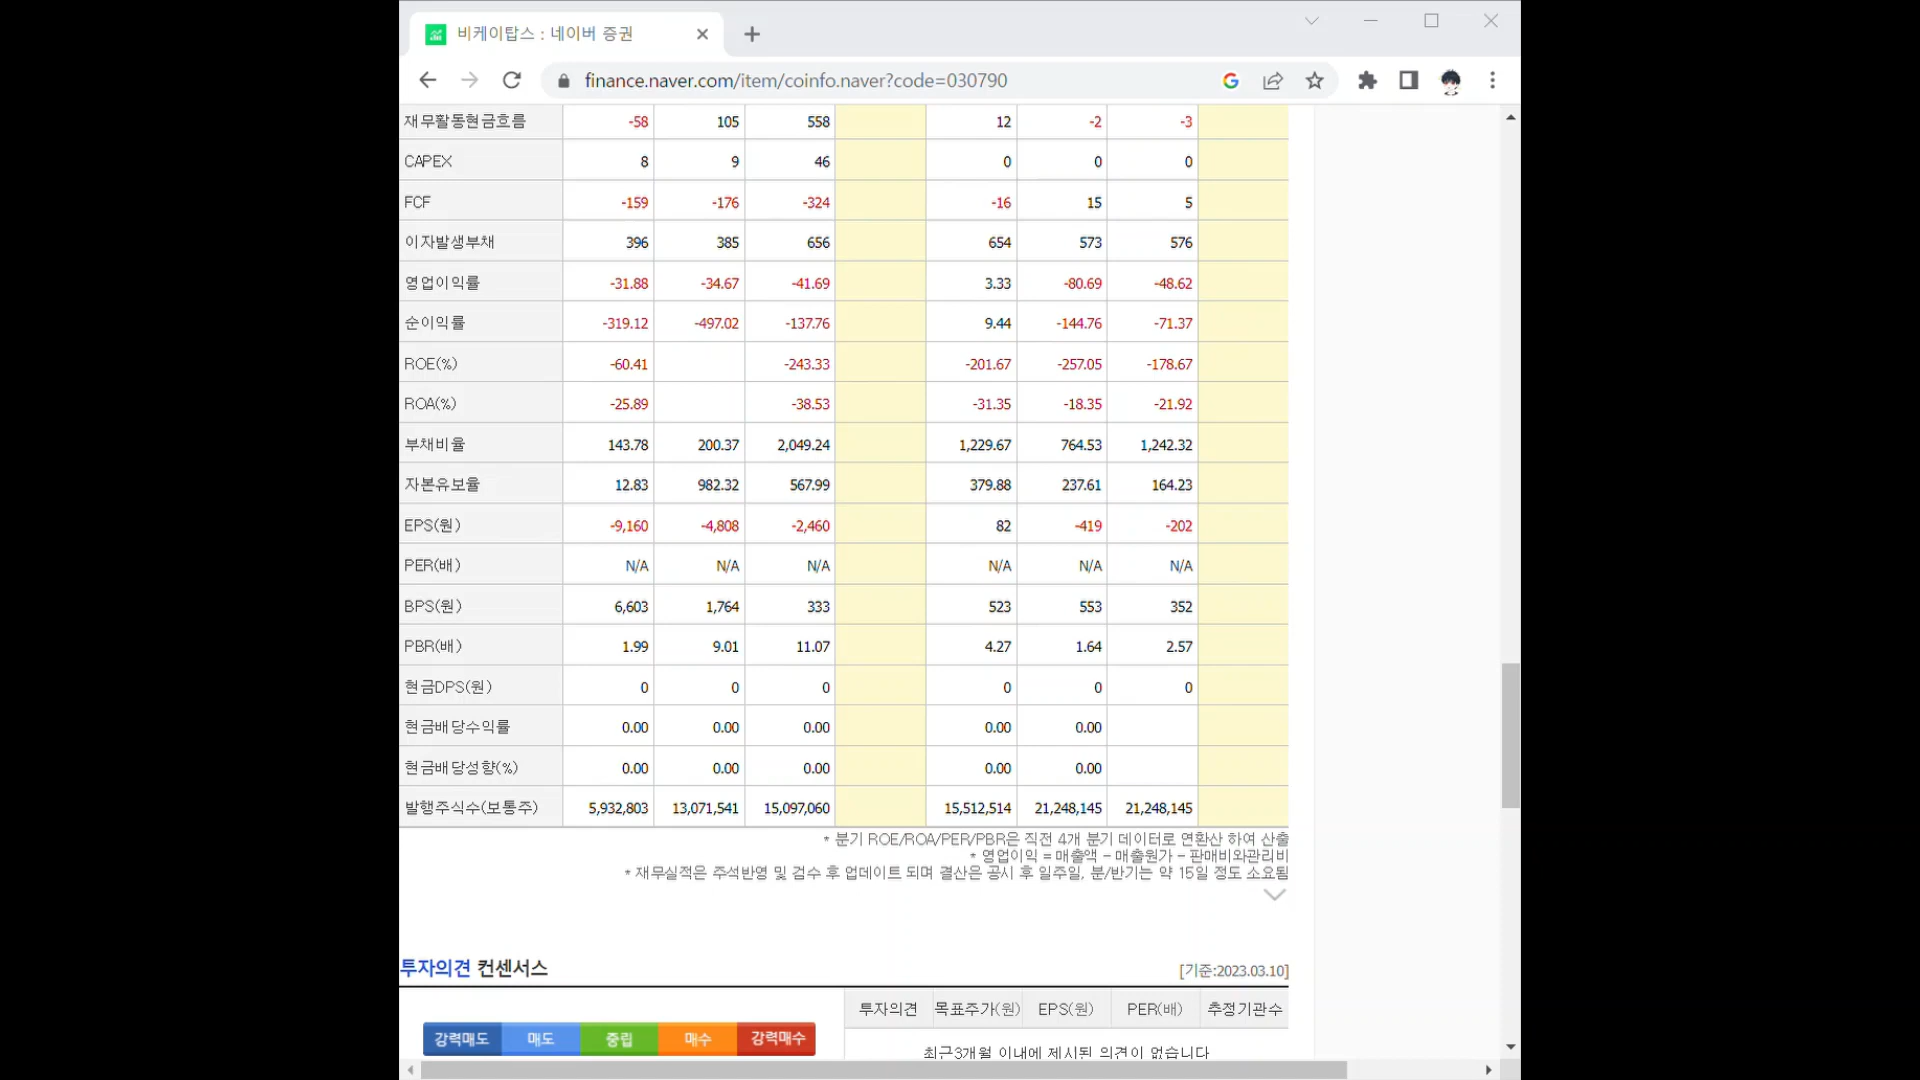 비케이탑스 : 네이버 증권
finance.naver.com/item/coinfo.naver?code=030790
재무활동현금흐름 -58 105 558 12 -2 -3
CAPEX 8 9 46 0 0 0
FCF -159 -176 -324 -16 15 5
이자발생부채 396 385 656 654 573 576
영업이익률 -31.88 -34.67 -41.69 3.33 -80.69 -48.62
순이익률 -319.12 -497.02 -137.76 9.44 -144.76 -71.37
ROE(%) -60.41 -243.33 -201.67 -257.05 -178.67
ROA(%) -25.89 -38.53 -31.35 -18.35 -21.92
부채비율 143.78 200.37 2,049.24 1,229.67 764.53 1,242.32
자본유보율 12.83 982.32 567.99 379.88 237.61 164.23
EPS(원) -9,160 -4,808 -2,460 82 -419 -202
PER(배) N/A N/A N/A N/A N/A N/A
BPS(원) 6,603 1,764 333 523 553 352
PBR(배) 1.99 9.01 11.07 4.27 1.64 2.57
현금DPS(원) 0 0 0 0 0 0
현금배당수익률 0.00 0.00 0.00 0.00 0.00
현금배당성향(%) 0.00 0.00 0.00 0.00 0.00
발행주식수(보통주) 5,932,803 13,071,541 15,097,060 15,512,514 21,248,145 21,248,145
* 분기 ROE/ROA/PER/PBR은 직전 4개 분기 데이터로 연환산 하여 산출
* 영업이익 = 매출액 - 매출원가 - 판매비와관리비
* 재무실적은 주석반영 및 검수 후 업데이트 되며 결산은 공시 후 일주일, 분/반기는 약 15일 정도 소요됨
투자의견 컨센서스 [기준:2023.03.10]
투자의견 목표주가(원) EPS(원) PER(배) 추정기관수
강력매도 매도 중립 매수 강력매수
최근3개월 이내에 제시된 의견이 없습니다